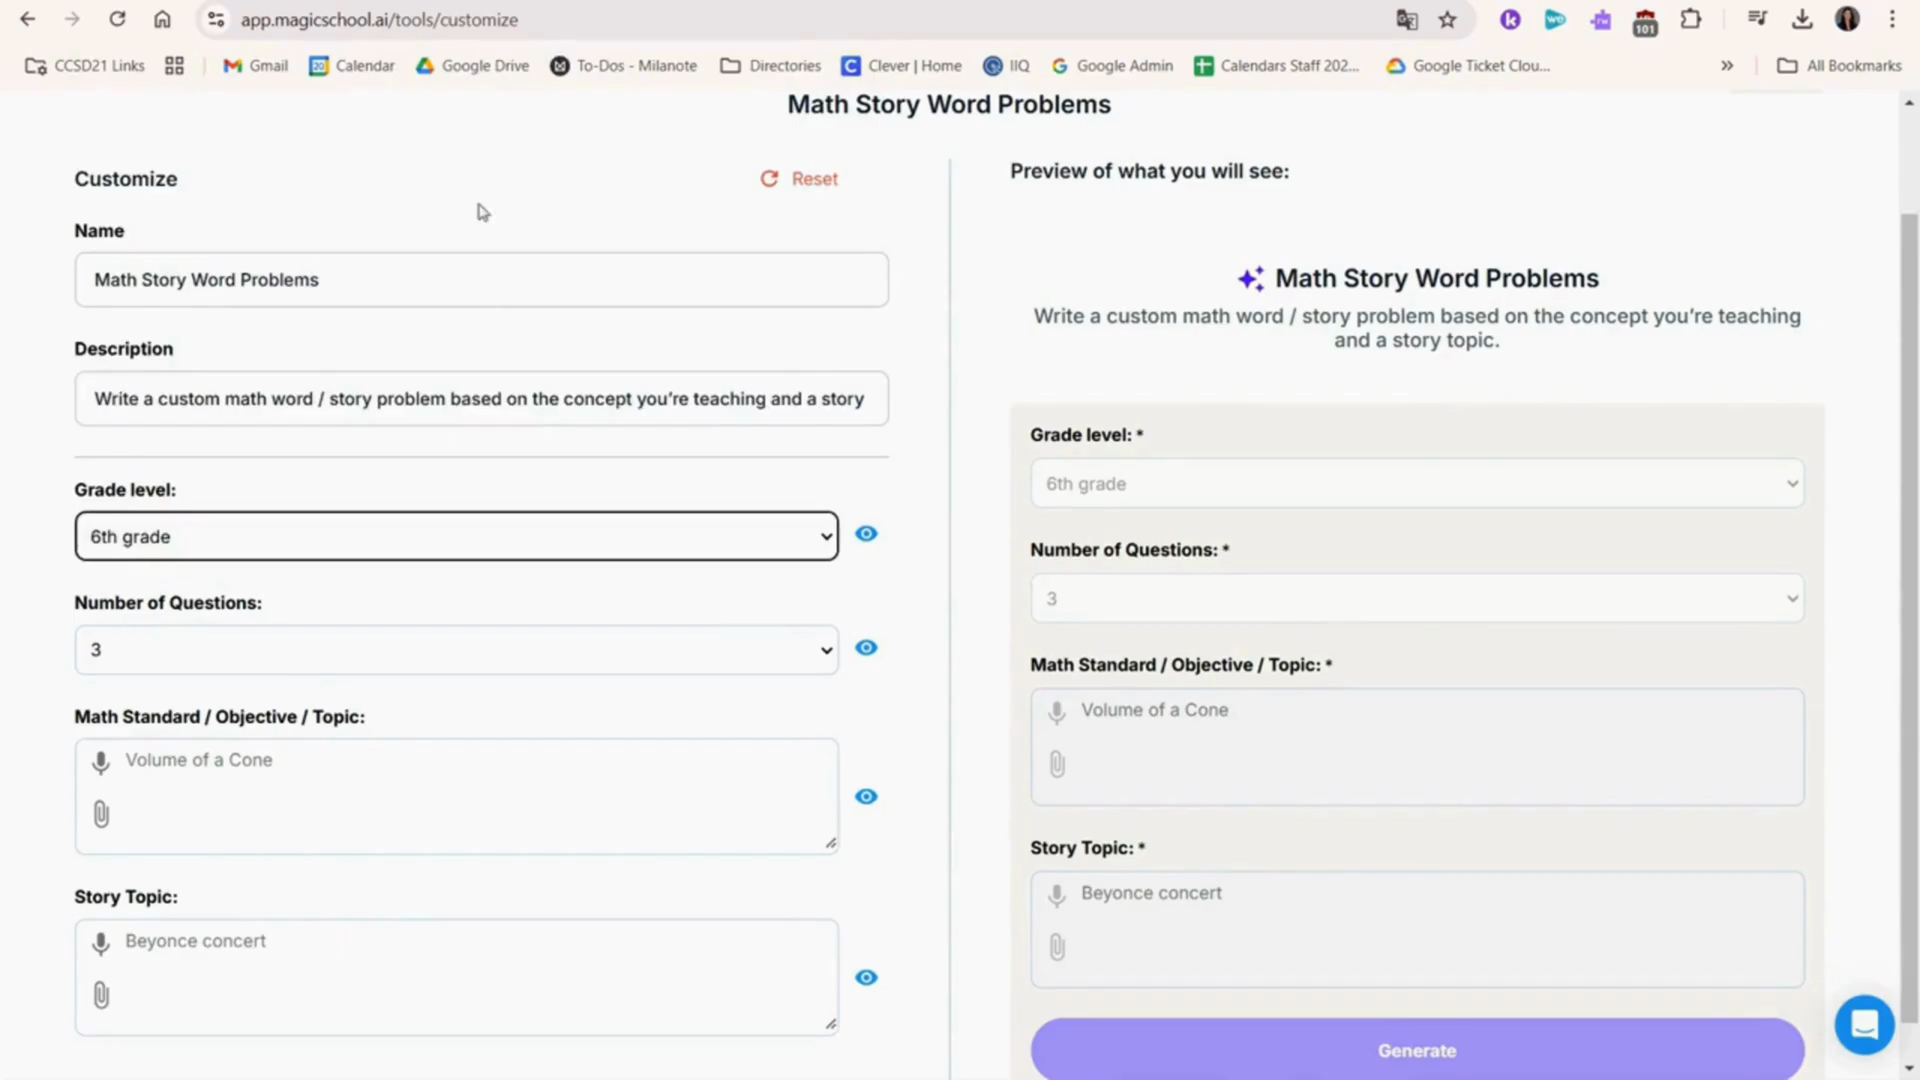 app.magicschool.ai/tools/customize
101
CCSD21 Links
Gmail
20
Calendar
Google Drive
To-Dos - Milanote
Directories
Clever | Home
IIQ
Google Admin
Calendars Staff 202...
Google Ticket Clou...
All Bookmarks
Math Story Word Problems
Customize
Reset
Name
Math Story Word Problems
Description
Write a custom math word / story problem based on the concept you’re teaching and a story
Grade level:
6th grade
Number of Questions:
3
Math Standard / Objective / Topic:
Volume of a Cone
Story Topic:
Beyonce concert
Preview of what you will see:
Math Story Word Problems
Write a custom math word / story problem based on the concept you’re teaching
and a story topic.
Grade level: *
6th grade
Number of Questions: *
3
Math Standard / Objective / Topic: *
Volume of a Cone
Story Topic: *
Beyonce concert
Generate